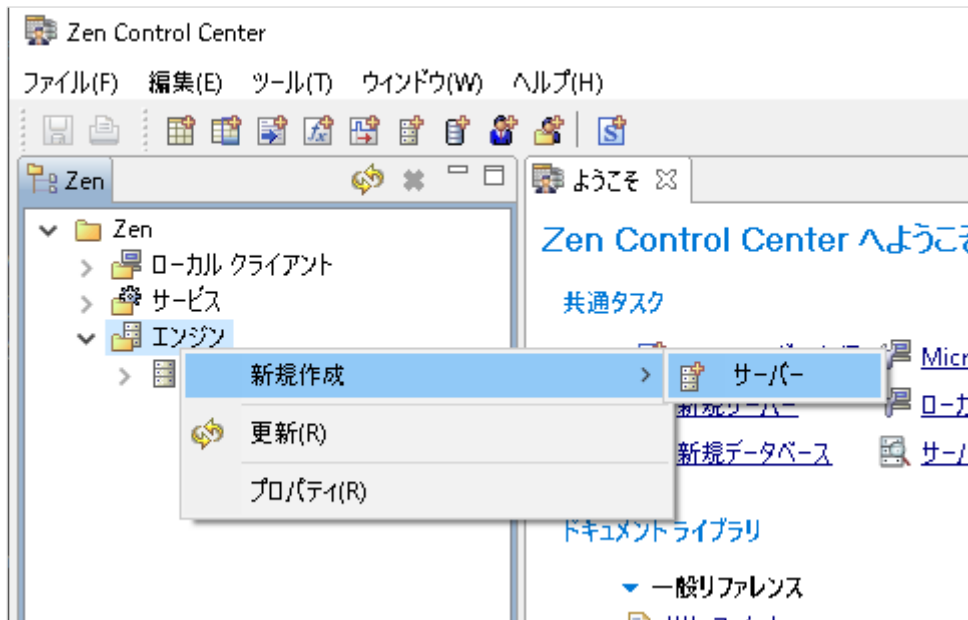 Zen Control Center
ファイル(F) 編集(E) ツール(T) ウィンドウ(W) ヘルプ(H)
Zen
ようこそ
Zen
ローカル クライアント
サービス
エンジン
新規作成
サーバー
更新(R)
プロパティ(R)
Zen Control Center へようこそ
共通タスク
Micr
新規サーバー
ローカ
新規データベース
サーバ
ドキュメント ライブラリ
一般リファレンス